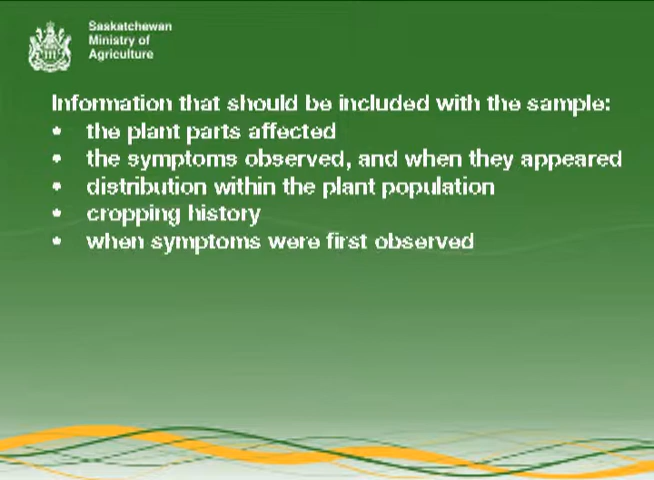 Saskatchewan
Ministry of
Agriculture
Information that should be included with the sample:
• the plant parts affected
• the symptoms observed, and when they appeared
• distribution within the plant population
• cropping history
• when symptoms were first observed